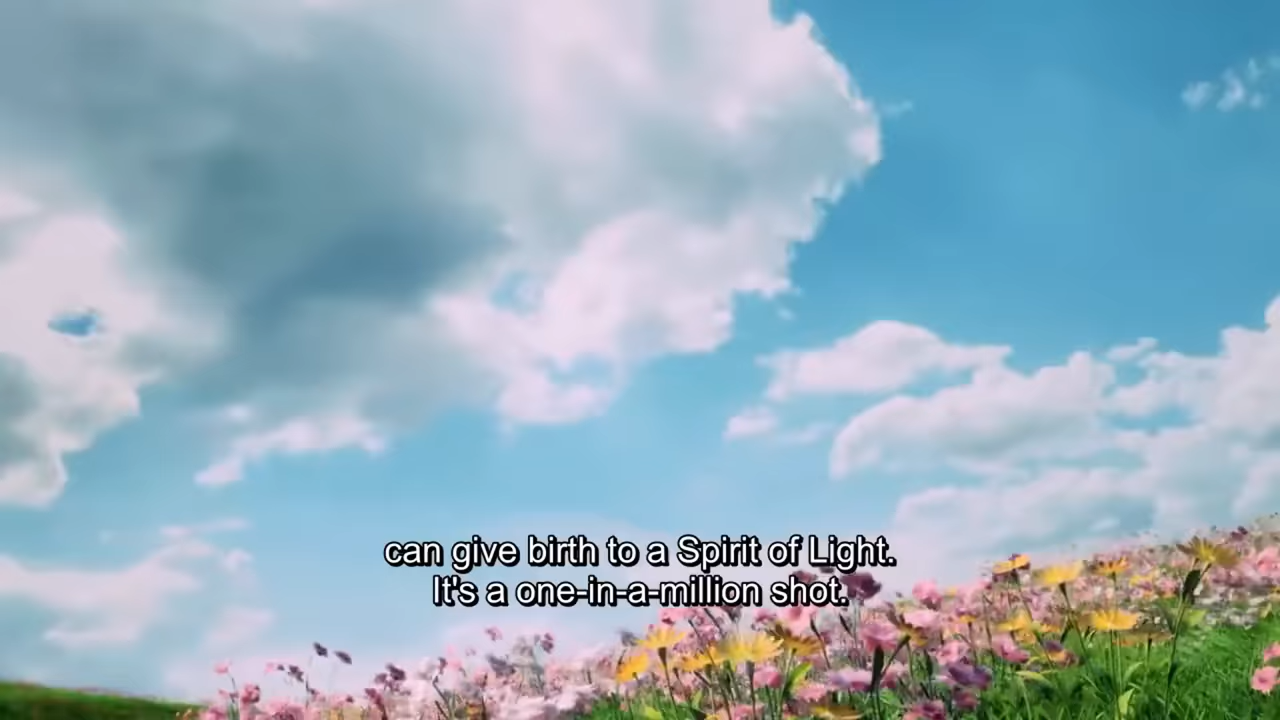 can give birth to a Spirit of Light.
It's a one-in-a-million shot.